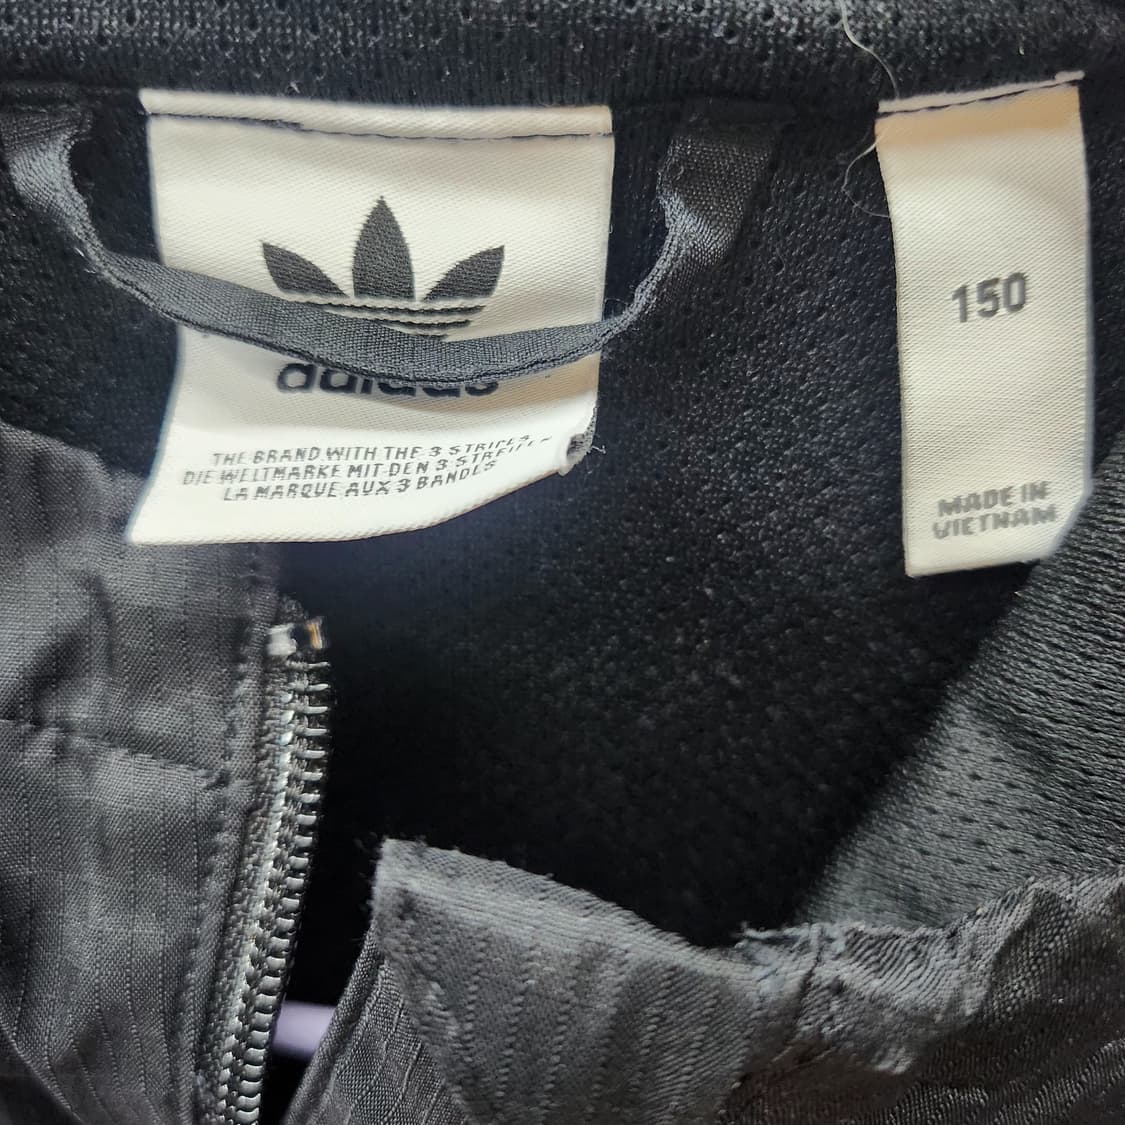 adidas
THE BRAND WITH THE 3 STRIPES
DIE WELTMARKE MIT DEN 3 STREIFEN
LA MARQUE AUX 3 BANDES
150
MADE IN
VIETNAM